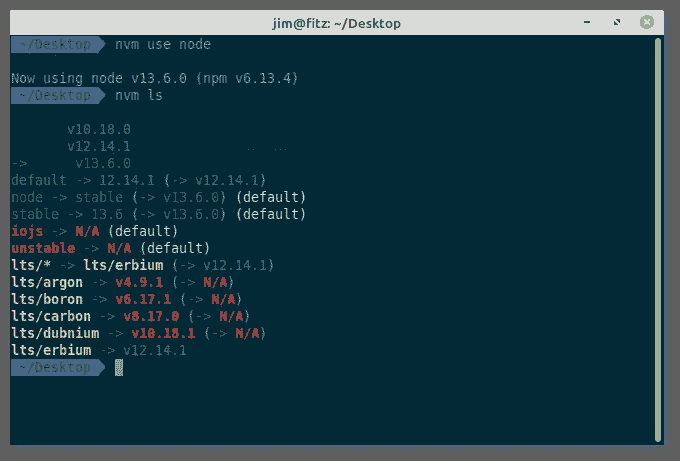 jim@fitz: ~/Desktop
~/Desktop nvm use node
Now using node v13.6.0 (npm v6.13.4)
~/Desktop nvm ls
v10.18.0
v12.14.1
-> v13.6.0
default -> 12.14.1 (-> v12.14.1)
node -> stable (-> v13.6.0) (default)
stable -> 13.6 (-> v13.6.0) (default)
iojs -> N/A (default)
unstable -> N/A (default)
lts/* -> lts/erbium (-> v12.14.1)
lts/argon -> v4.9.1 (-> N/A)
lts/boron -> v6.17.1 (-> N/A)
lts/carbon -> v8.17.0 (-> N/A)
lts/dubnium -> v10.18.1 (-> N/A)
lts/erbium -> v12.14.1
~/Desktop